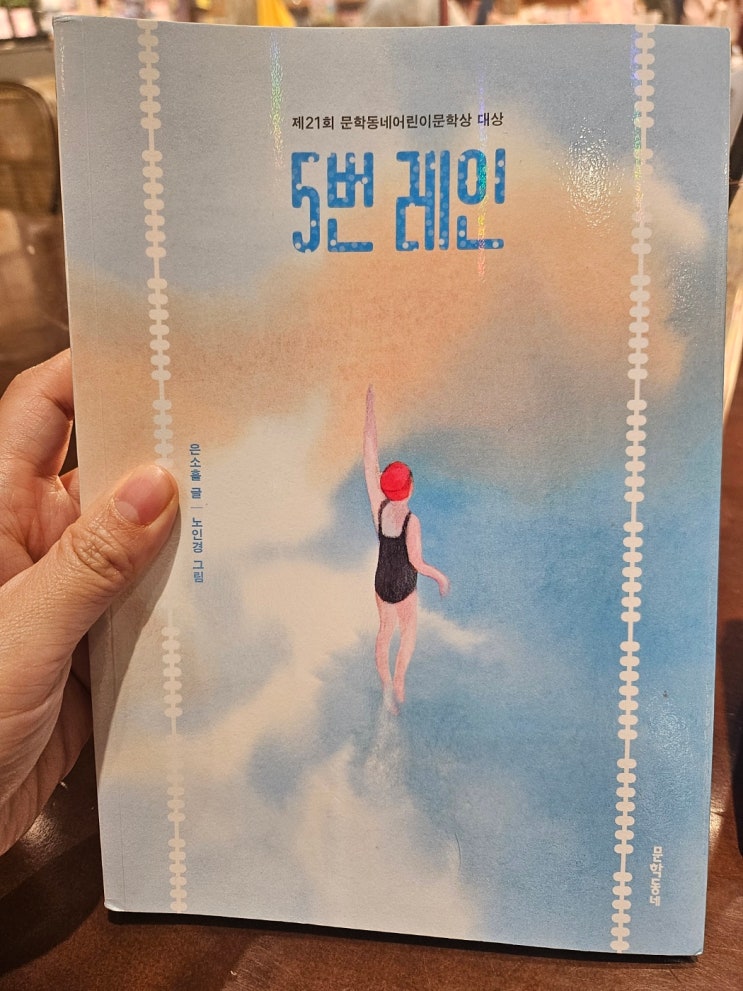 제21회 문학동네어린이문학상 대상
5번 레인
은소홀 글 — 노인경 그림
문학동네